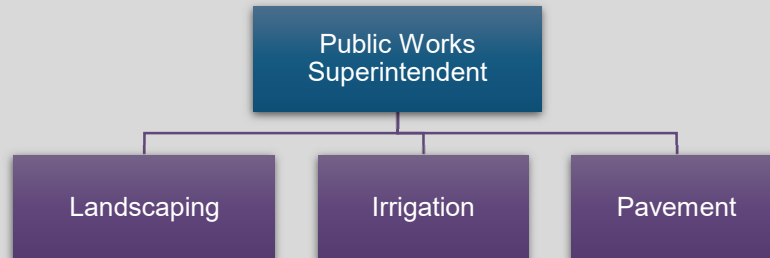 Public Works
Superintendent
Landscaping
Irrigation
Pavement